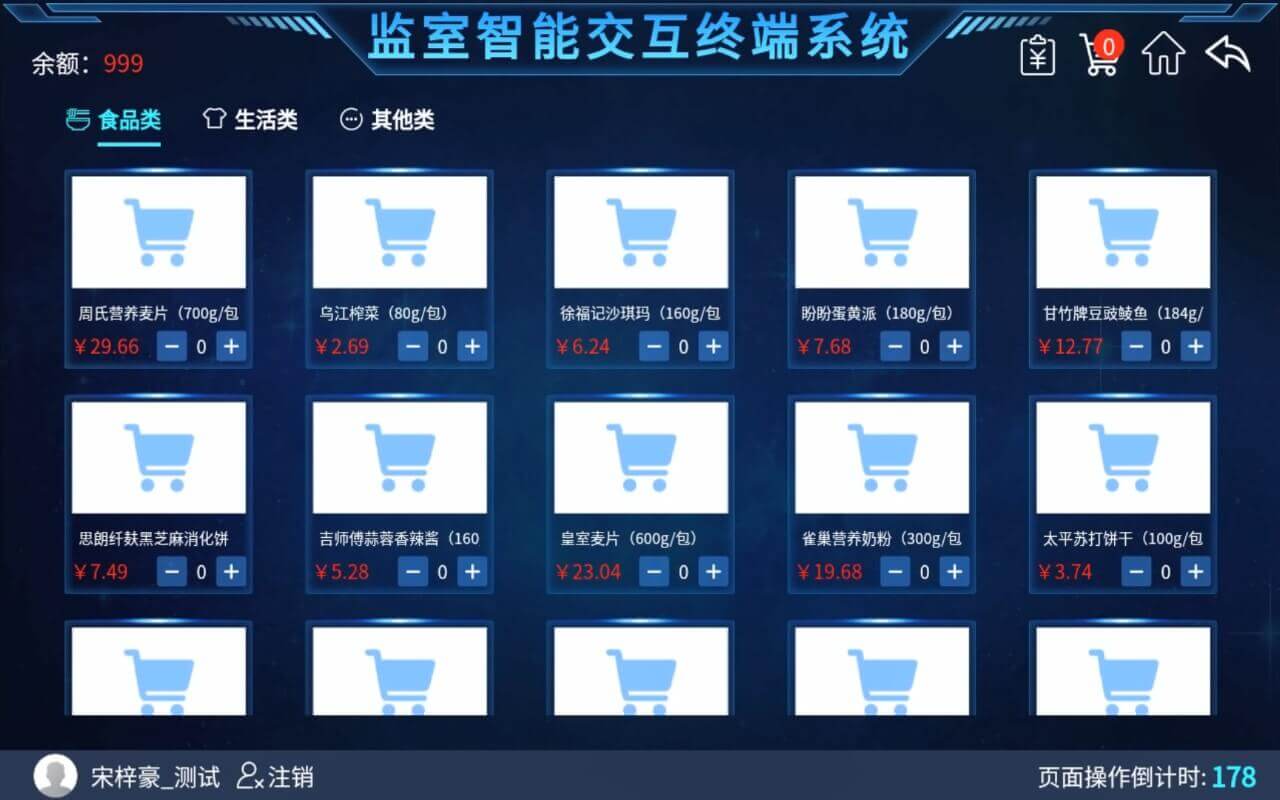 监室智能交互终端系统
余额：999
¥
0
食品类 生活类 其他类
周氏营养麦片（700g/包 乌江榨菜（80g/包） 徐福记沙琪玛（160g/包 盼盼蛋黄派（180g/包） 甘竹牌豆豉鲮鱼（184g/
￥29.66 － 0 + ￥2.69 － 0 + ￥6.24 － 0 + ￥7.68 － 0 + ￥12.77 － 0 +
思朗纤麸黑芝麻消化饼 吉师傅蒜蓉香辣酱（160 皇室麦片（600g/包） 雀巢营养奶粉（300g/包 太平苏打饼干（100g/包
￥7.49 － 0 + ￥5.28 － 0 + ￥23.04 － 0 + ￥19.68 － 0 + ￥3.74 － 0 +
宋梓豪_测试 注销 页面操作倒计时: 178